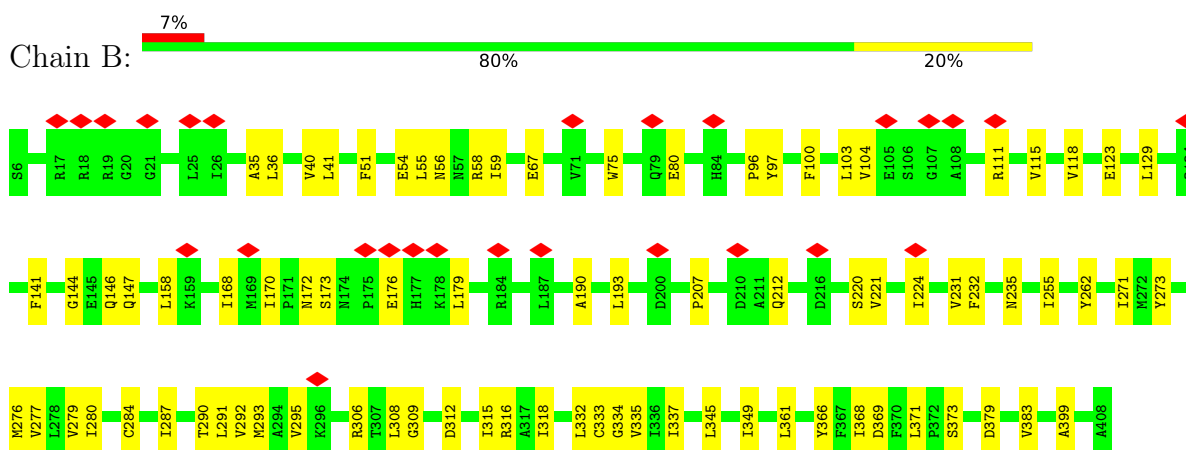 7%
Chain B:
80% 20%
S6 R17 R18 R19 G20 G21 L25 I26 A35 L36 V40 L41 F51 E54 L55 N56 N57 R58 I59 E67 V71 W75 Q79 E80 H84 P96 Y97 F100 L103 V104 E105 S106 G107 A108 R111 V115 V118 E123 L129
F141 G144 E145 Q146 Q147 L158 K159 I168 M169 I170 P171 N172 S173 N174 P175 E176 H177 K178 L179 R184 L187 A190 L193 D200 P207 D210 A211 Q212 D216 S220 V221 I224 V231 F232 N235 I255 Y262 I271 M272 Y273
M276 V277 L278 V279 I280 C284 I287 T290 L291 V292 M293 A294 V295 K296 R306 T307 L308 G309 D312 I315 R316 A317 I318 L332 C333 G334 V335 I336 I337 L345 I349 L361 Y366 F367 I368 D369 F370 L371 P372 S373 D379 V383 A399 A408